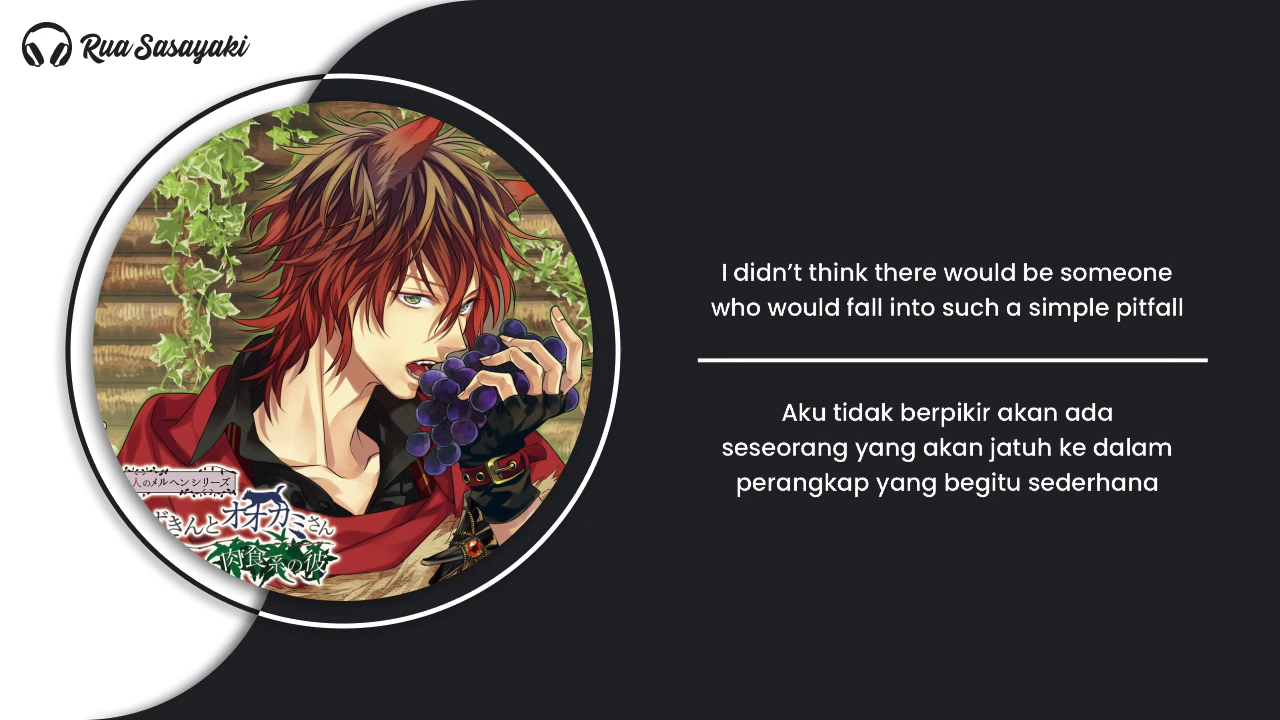 Rua Sasayaki
I didn't think there would be someone
who would fall into such a simple pitfall
Aku tidak berpikir akan ada
seseorang yang akan jatuh ke dalam
perangkap yang begitu sederhana
人のメルヘンシリーズ
ずきんとオオカミさん
肉食系の彼